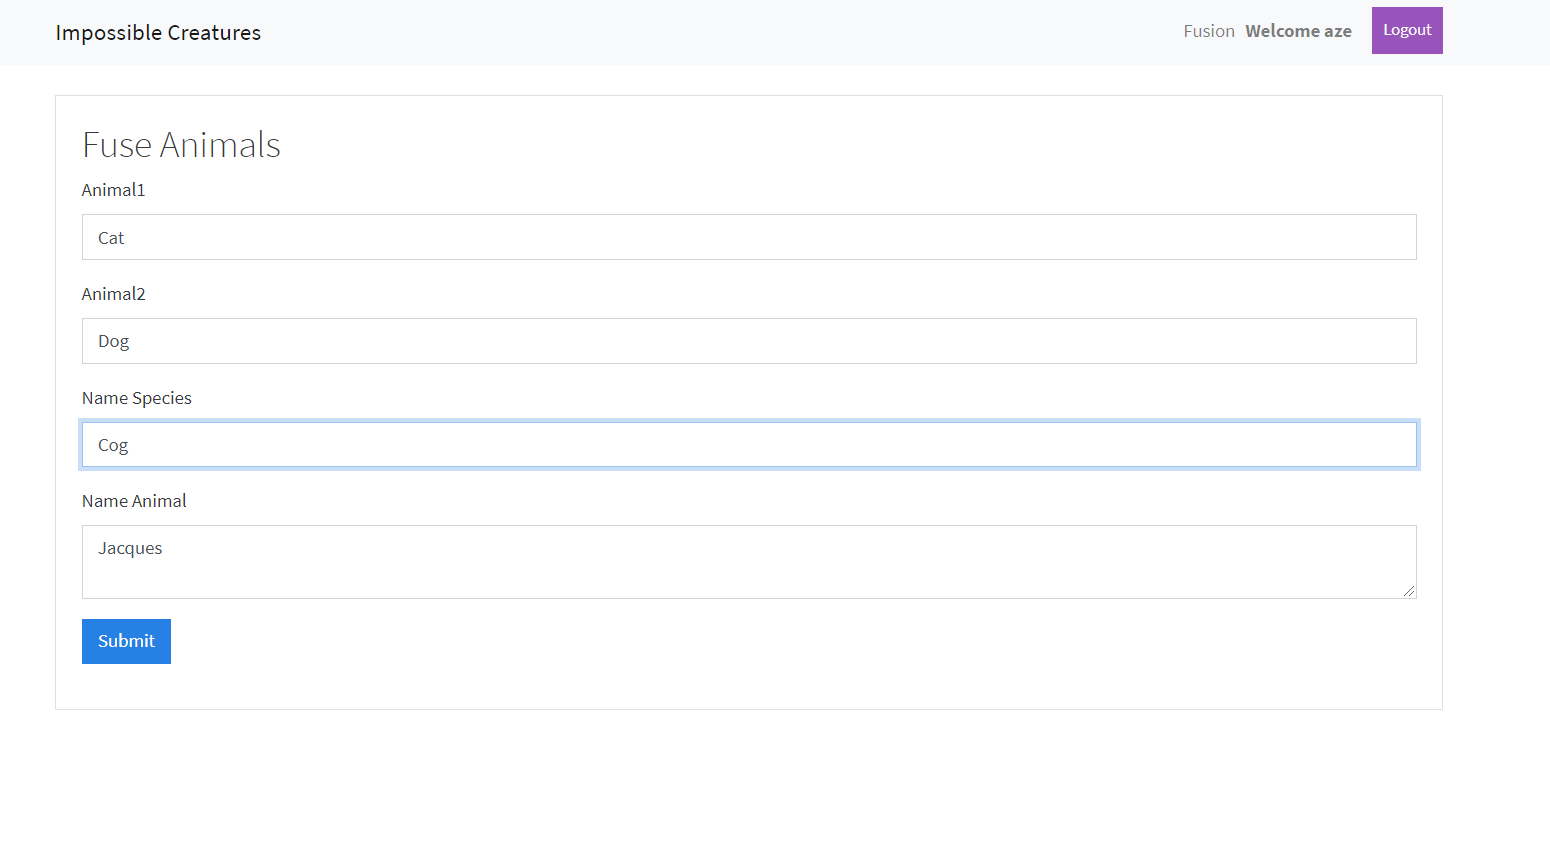 Impossible Creatures
Fusion Welcome aze Logout
Fuse Animals
Animal1
Cat
Animal2
Dog
Name Species
Cog
Name Animal
Jacques
Submit